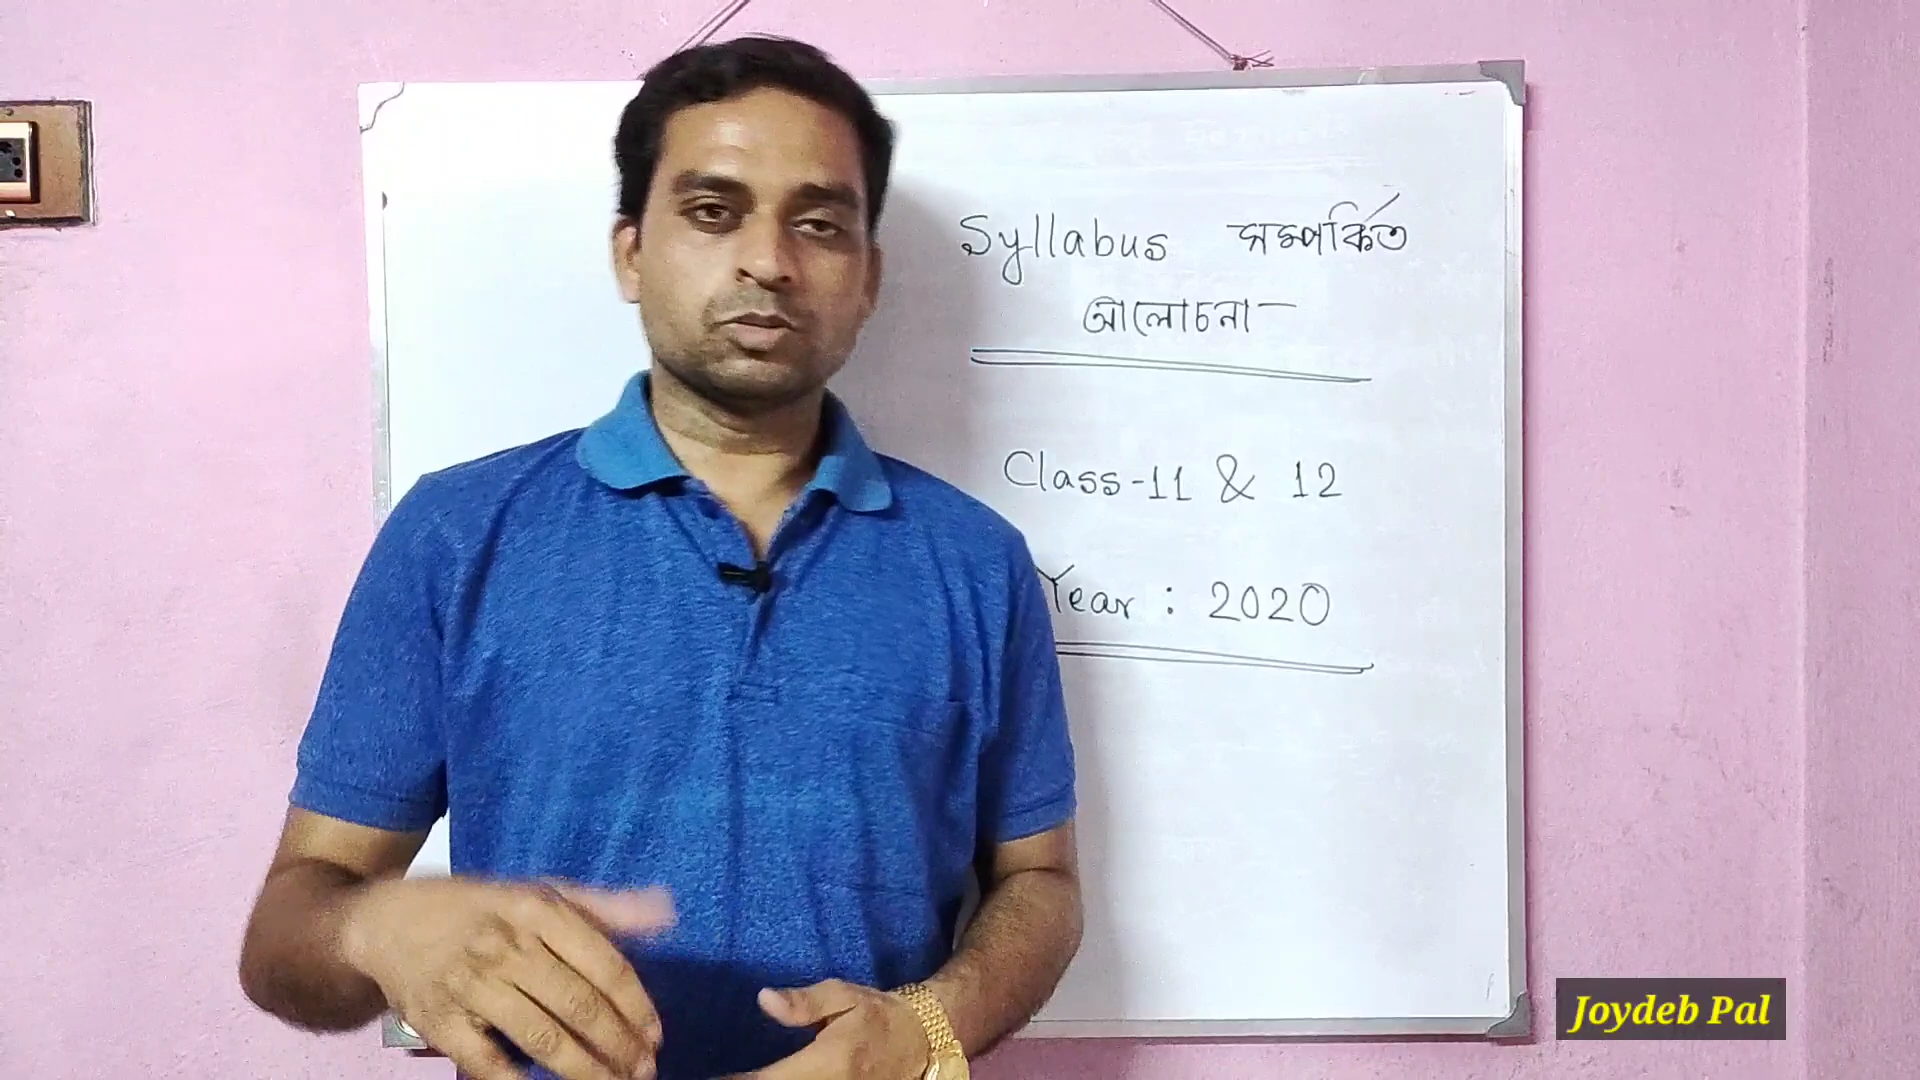 Syllabus সম্পর্কিত
আলোচনা
Class-11 & 12
Year : 2020
Joydeb Pal